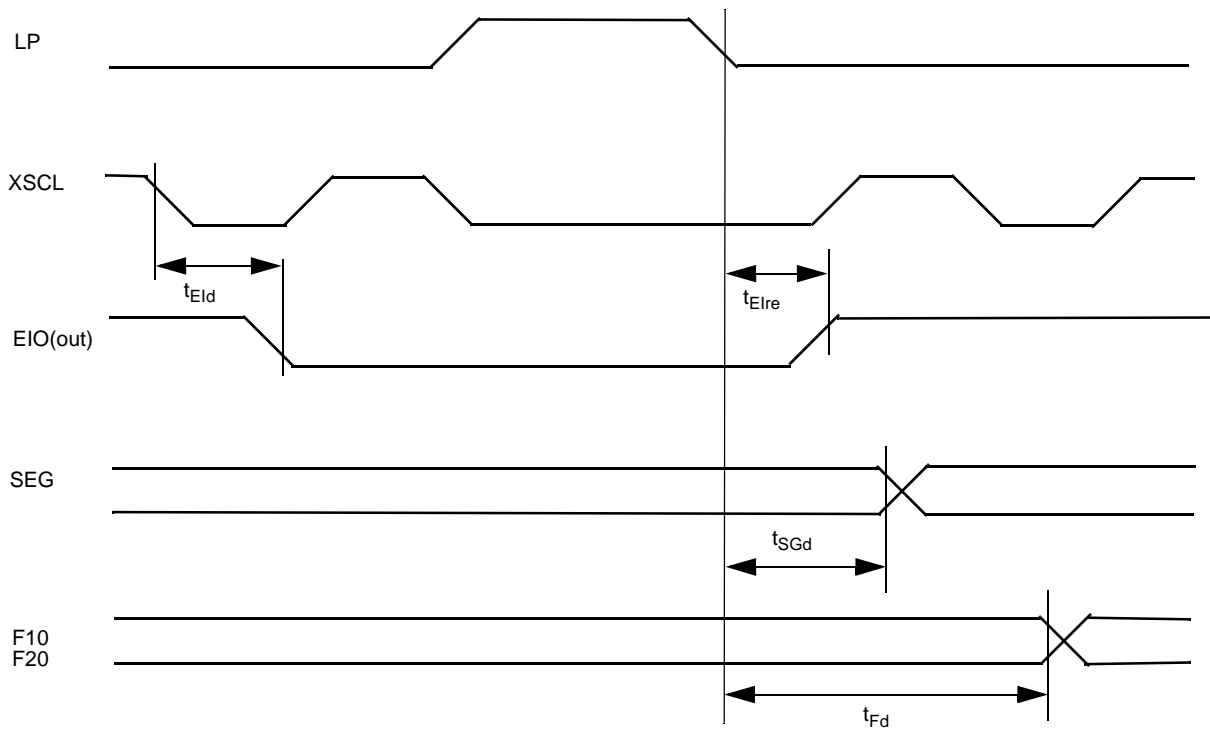 LP
XSCL
tEId
tEIre
EIO(out)
SEG
tSGd
F10
F20
tFd